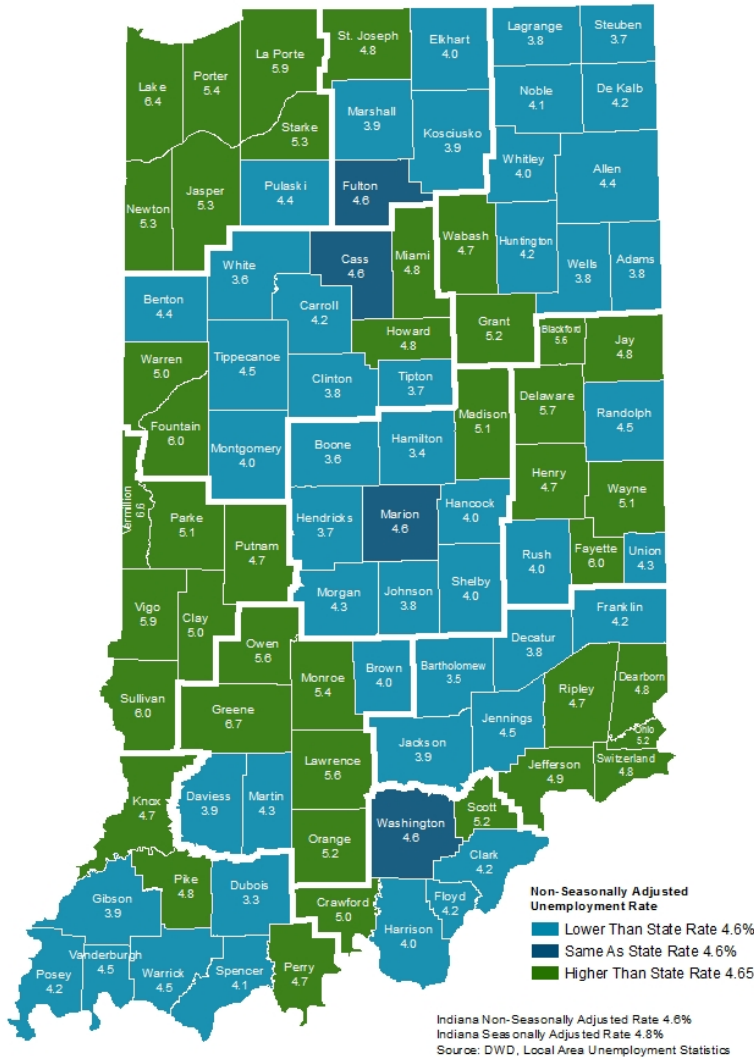 Lagrange
3.8
Steuben
3.7
St. Joseph
4.8
Elkhart
4.0
La Porte
5.9
Porter
5.4
Lake
6.4
Noble
4.1
De Kalb
4.2
Marshall
3.9
Kosciusko
3.9
Starke
5.3
Whitley
4.0
Allen
4.4
Pulaski
4.4
Fulton
4.6
Jasper
5.3
Newton
5.3
Wabash
4.7
Huntington
4.2
Miami
4.8
Cass
4.6
White
3.6
Wells
3.8
Adams
3.8
Benton
4.4
Carroll
4.2
Grant
5.2
Howard
4.8
Blackford
5.6
Jay
4.8
Warren
5.0
Tippecanoe
4.5
Clinton
3.8
Tipton
3.7
Delaware
5.7
Randolph
4.5
Madison
5.1
Fountain
6.0
Montgomery
4.0
Boone
3.6
Hamilton
3.4
Henry
4.7
Wayne
5.1
Vermillion
6.6
Parke
5.1
Putnam
4.7
Hendricks
3.7
Marion
4.6
Hancock
4.0
Rush
4.0
Fayette
6.0
Union
4.3
Vigo
5.9
Clay
5.0
Morgan
4.3
Johnson
3.8
Shelby
4.0
Franklin
4.2
Owen
5.6
Monroe
5.4
Brown
4.0
Bartholomew
3.5
Decatur
3.8
Sullivan
6.0
Greene
6.7
Ripley
4.7
Dearborn
4.8
Jennings
4.5
Ohio
5.2
Jackson
3.9
Lawrence
5.6
Jefferson
4.9
Switzerland
4.8
Knox
4.7
Daviess
3.9
Martin
4.3
Washington
4.6
Scott
5.2
Orange
5.2
Clark
4.2
Pike
4.8
Dubois
3.3
Gibson
3.9
Crawford
5.0
Floyd
4.2
Harrison
4.0
Posey
4.2
Vanderburgh
4.5
Warrick
4.5
Spencer
4.1
Perry
4.7
Non-Seasonally Adjusted
Unemployment Rate
Lower Than State Rate 4.6%
Same As State Rate 4.6%
Higher Than State Rate 4.65
Indiana Non-Seasonally Adjusted Rate 4.6%
Indiana Seasonally Adjusted Rate 4.8%
Source: DWD, Local Area Unemployment Statistics